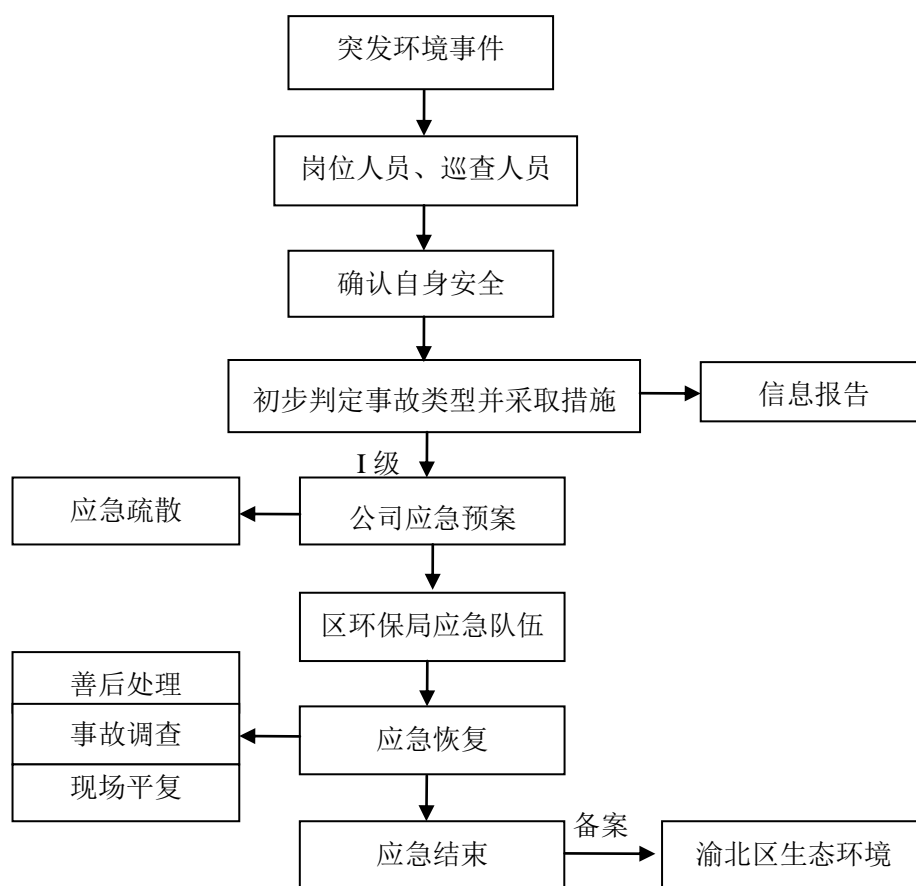 突发环境事件
岗位人员、巡查人员
确认自身安全
初步判定事故类型并采取措施
信息报告
I 级
应急疏散
公司应急预案
区环保局应急队伍
善后处理
事故调查
现场平复
应急恢复
应急结束
备案
渝北区生态环境